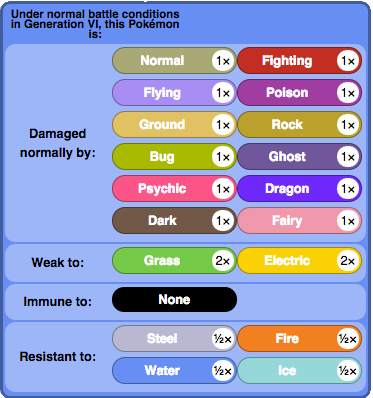 Under normal battle conditions
in Generation VI, this Pokémon
is:
Damaged
normally by:
Normal 1× Fighting 1×
Flying 1× Poison 1×
Ground 1× Rock 1×
Bug 1× Ghost 1×
Psychic 1× Dragon 1×
Dark 1× Fairy 1×
Weak to: Grass 2× Electric 2×
Immune to: None
Resistant to:
Steel ½× Fire ½×
Water ½× Ice ½×